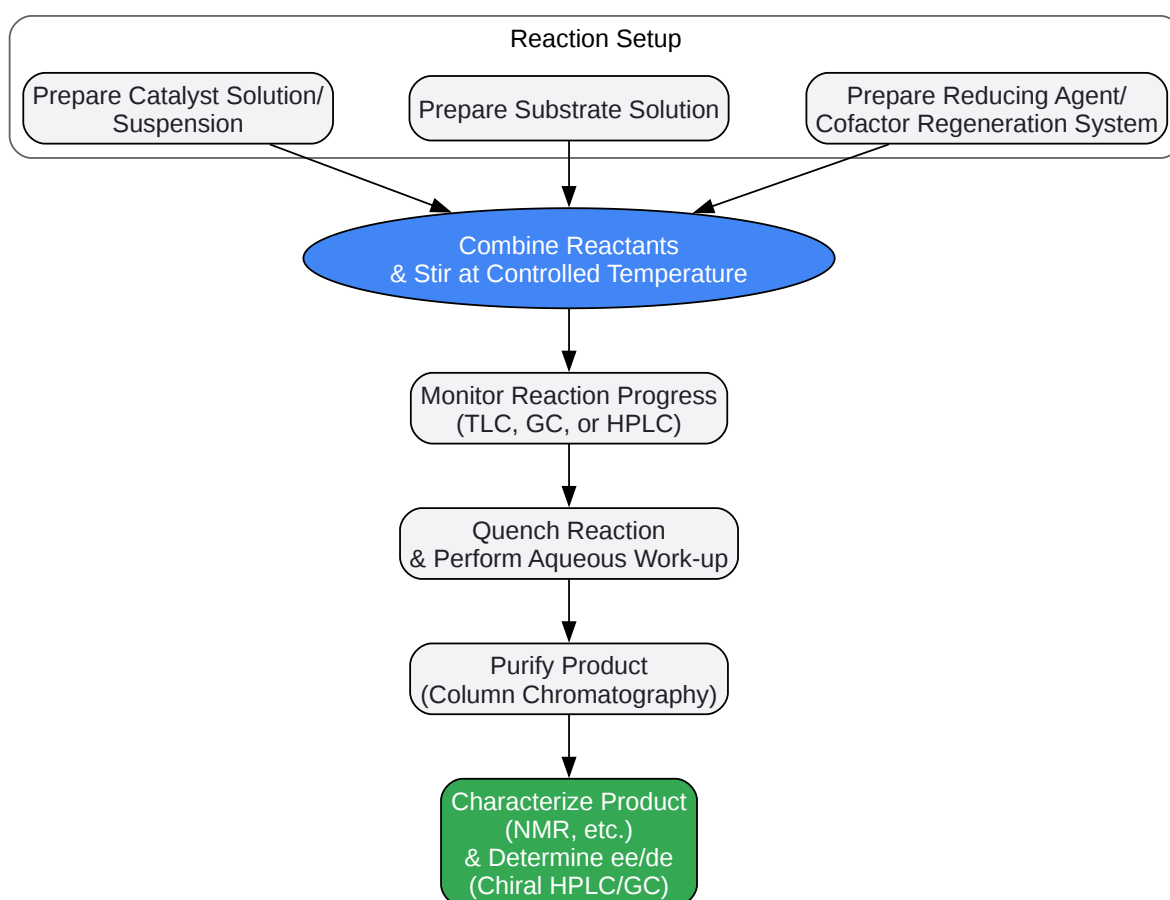 Reaction Setup
Prepare Catalyst Solution/
Suspension
Prepare Substrate Solution
Prepare Reducing Agent/
Cofactor Regeneration System
Combine Reactants
& Stir at Controlled Temperature
Monitor Reaction Progress
(TLC, GC, or HPLC)
Quench Reaction
& Perform Aqueous Work-up
Purify Product
(Column Chromatography)
Characterize Product
(NMR, etc.)
& Determine ee/de
(Chiral HPLC/GC)